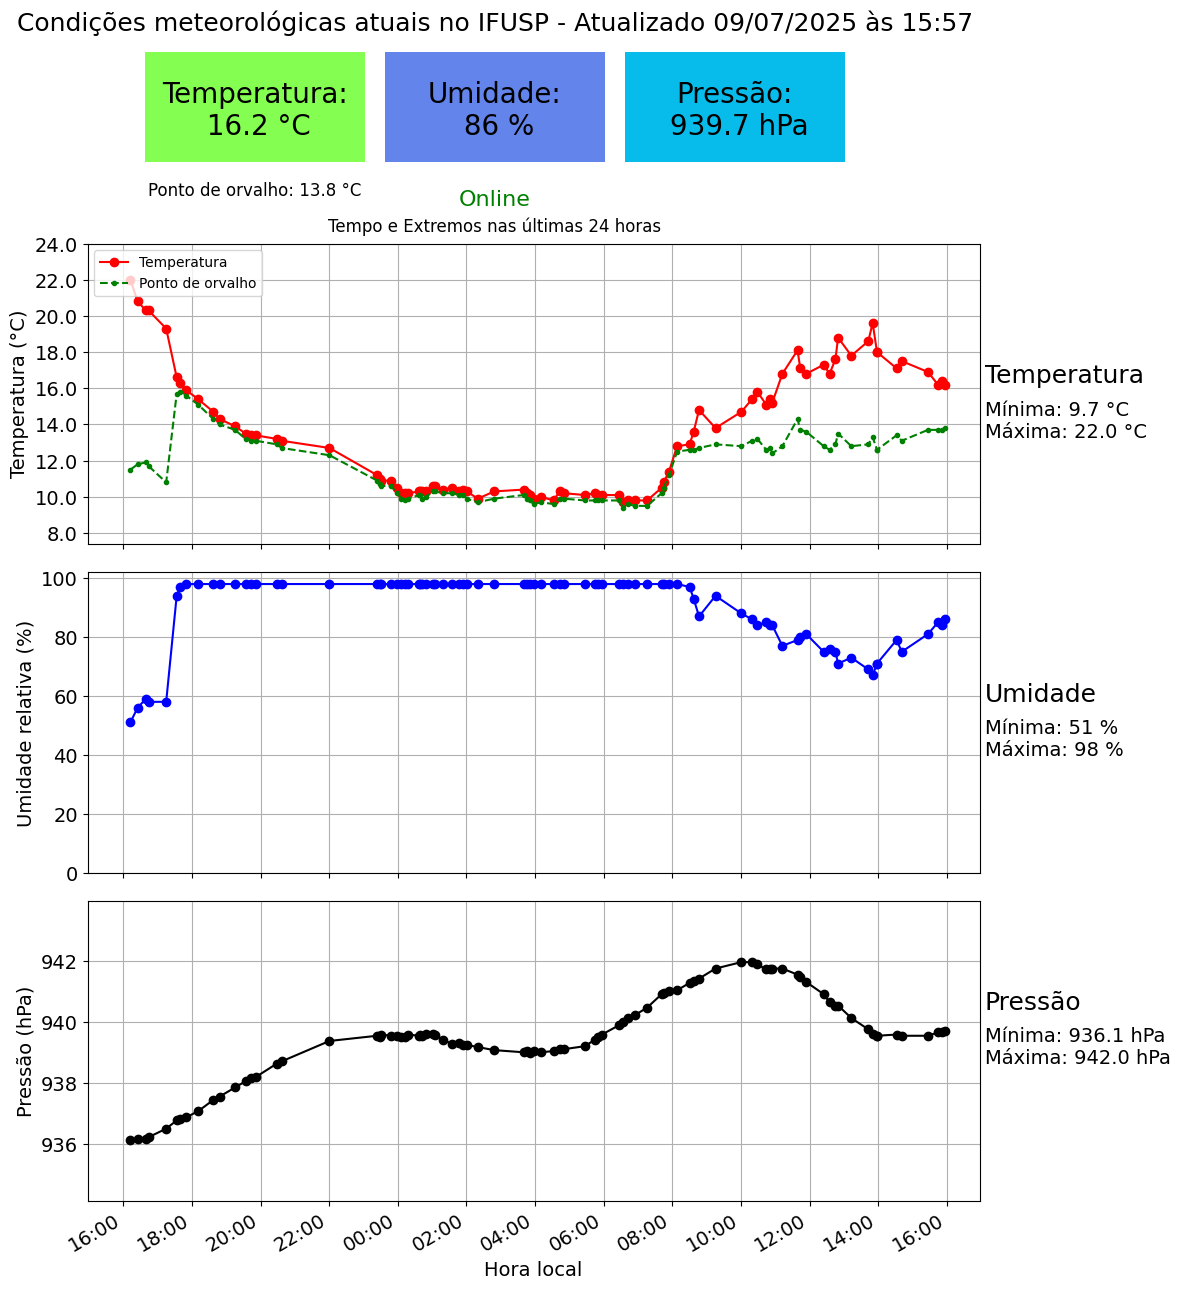 Condições meteorológicas atuais no IFUSP - Atualizado 09/07/2025 às 15:57
Temperatura:
16.2 °C
Umidade:
86 %
Pressão:
939.7 hPa
Ponto de orvalho: 13.8 °C
Online
Tempo e Extremos nas últimas 24 horas
Temperatura (°C)
24.0
22.0
20.0
18.0
16.0
14.0
12.0
10.0
8.0
Temperatura
Ponto de orvalho
Temperatura
Mínima: 9.7 °C
Máxima: 22.0 °C
Umidade relativa (%)
100
80
60
40
20
0
Umidade
Mínima: 51 %
Máxima: 98 %
Pressão (hPa)
942
940
938
936
Pressão
Mínima: 936.1 hPa
Máxima: 942.0 hPa
16:00
18:00
20:00
22:00
00:00
02:00
04:00
06:00
08:00
10:00
12:00
14:00
16:00
Hora local